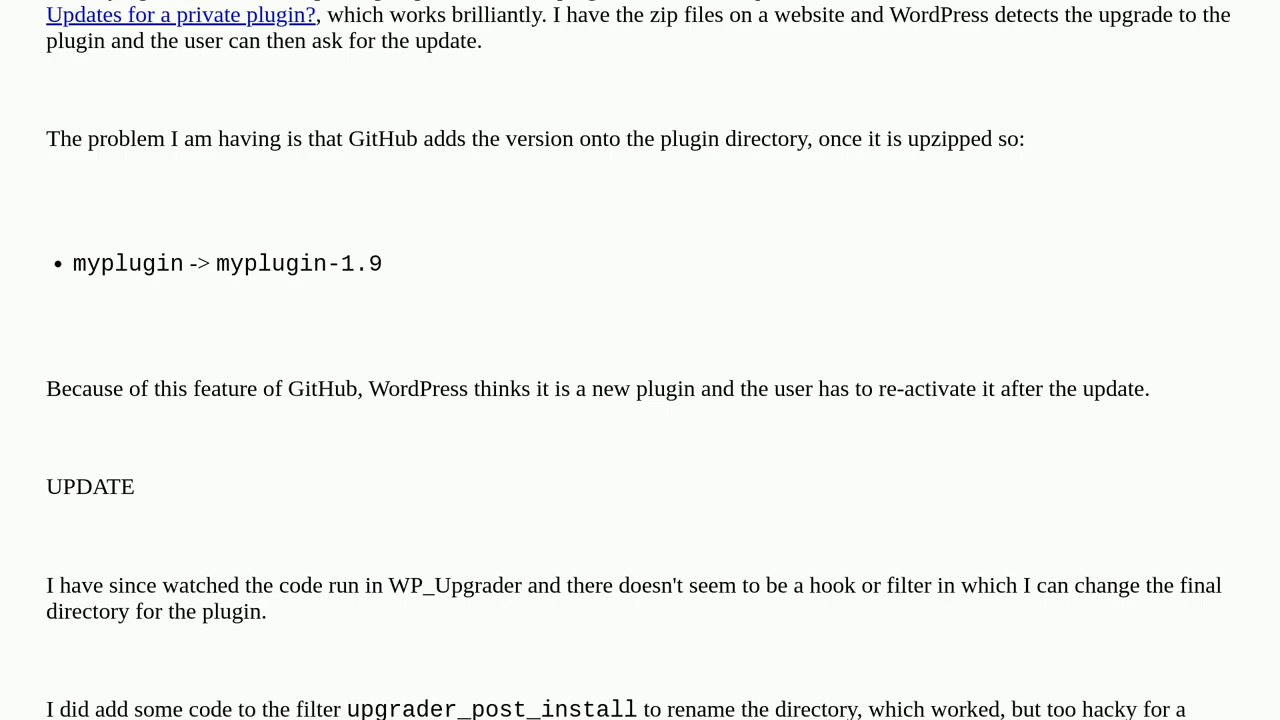 Updates for a private plugin?, which works brilliantly. I have the zip files on a website and WordPress detects the upgrade to the
plugin and the user can then ask for the update.
The problem I am having is that GitHub adds the version onto the plugin directory, once it is upzipped so:
• myplugin -> myplugin-1.9
Because of this feature of GitHub, WordPress thinks it is a new plugin and the user has to re-activate it after the update.
UPDATE
I have since watched the code run in WP_Upgrader and there doesn't seem to be a hook or filter in which I can change the final
directory for the plugin.
I did add some code to the filter upgrader_post_install to rename the directory, which worked, but too hacky for a